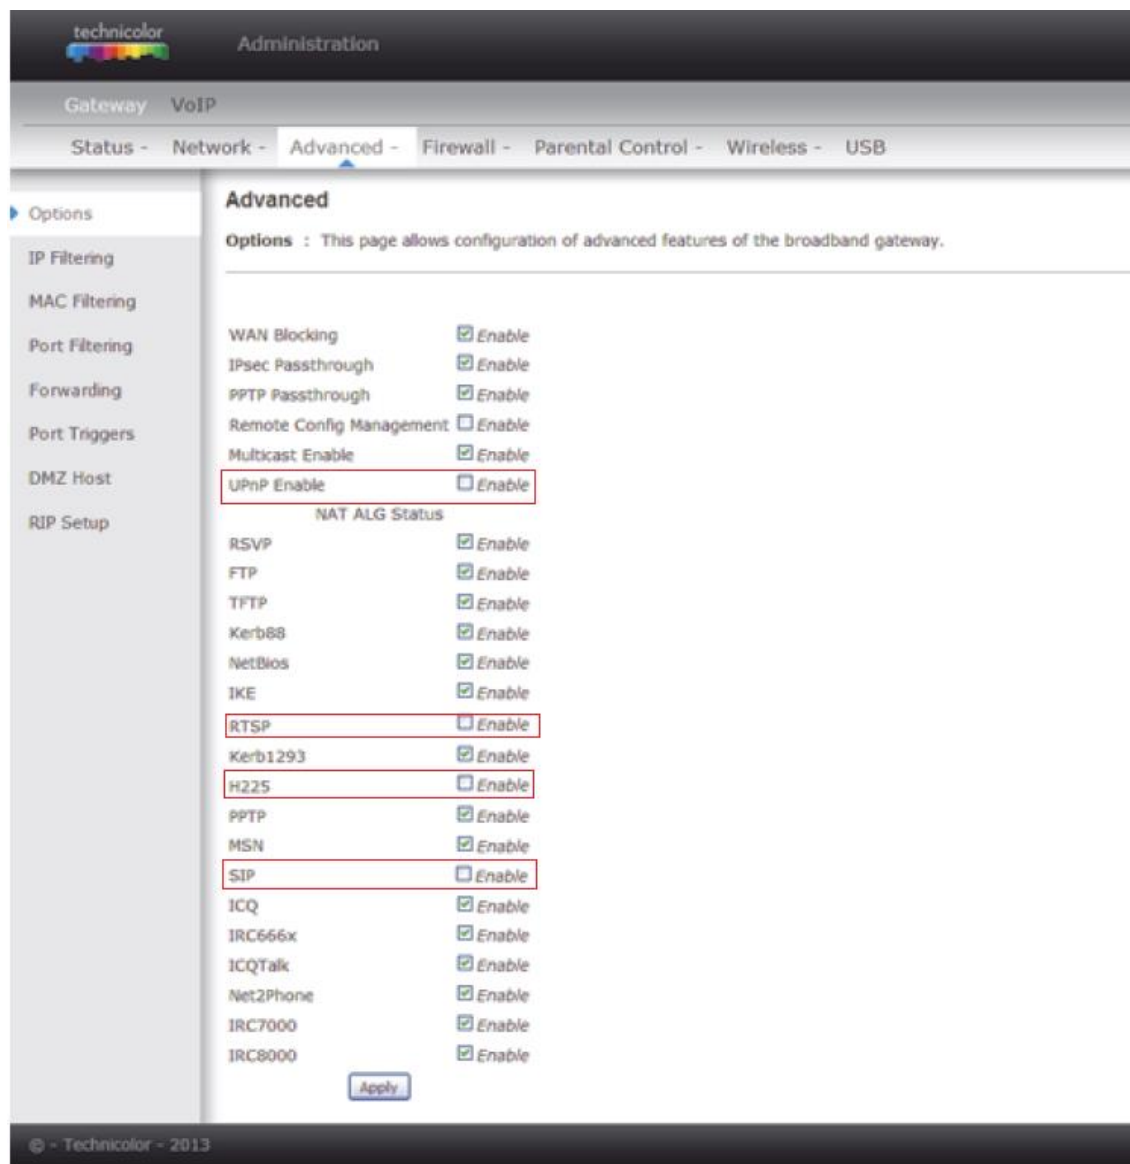 technicolor
Administration
Gateway VoIP
Status - Network - Advanced - Firewall - Parental Control - Wireless - USB
Options
IP Filtering
MAC Filtering
Port Filtering
Forwarding
Port Triggers
DMZ Host
RIP Setup
Advanced
Options : This page allows configuration of advanced features of the broadband gateway.
WAN Blocking Enable
IPsec Passthrough Enable
PPTP Passthrough Enable
Remote Config Management Enable
Multicast Enable Enable
UPnP Enable Enable
NAT ALG Status
RSVP Enable
FTP Enable
TFTP Enable
Kerb88 Enable
NetBios Enable
IKE Enable
RTSP Enable
Kerb1293 Enable
H225 Enable
PPTP Enable
MSN Enable
SIP Enable
ICQ Enable
IRC666x Enable
ICQTalk Enable
Net2Phone Enable
IRC7000 Enable
IRC8000 Enable
Apply
© - Technicolor - 2013